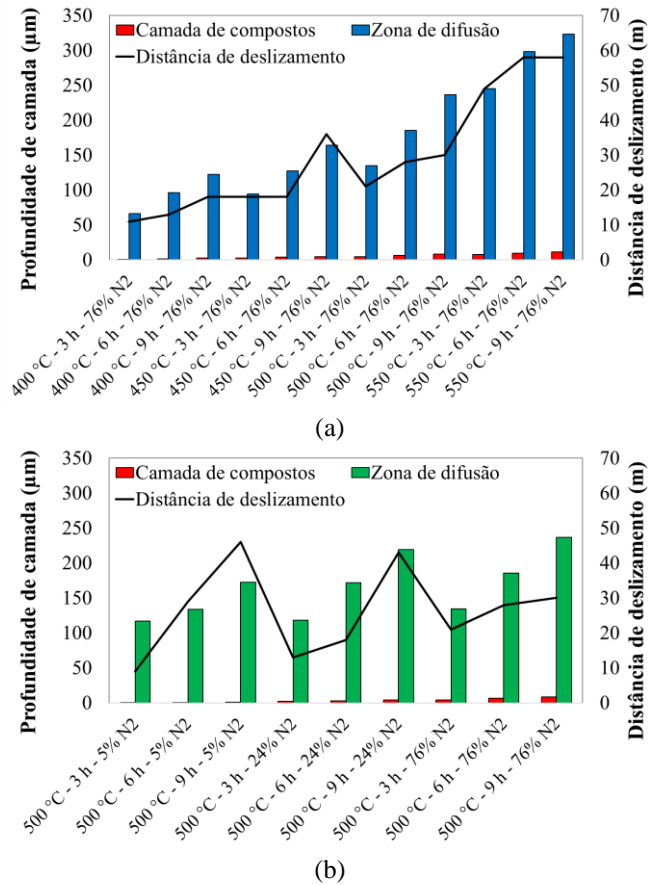 Camada de compostos Zona de difusão
Distância de deslizamento
Profundidade de camada (µm)
350
300
250
200
150
100
50
0
70
60
50
40
30
20
10
0
Distância de deslizamento (m)
400 °C - 3 h - 76% N2
400 °C - 6 h - 76% N2
400 °C - 9 h - 76% N2
450 °C - 3 h - 76% N2
450 °C - 6 h - 76% N2
450 °C - 9 h - 76% N2
500 °C - 3 h - 76% N2
500 °C - 6 h - 76% N2
500 °C - 9 h - 76% N2
550 °C - 3 h - 76% N2
550 °C - 6 h - 76% N2
550 °C - 9 h - 76% N2
(a)
Camada de compostos Zona de difusão
Distância de deslizamento
Profundidade de camada (µm)
350
300
250
200
150
100
50
0
70
60
50
40
30
20
10
0
Distância de deslizamento (m)
500 °C - 3 h - 5% N2
500 °C - 6 h - 5% N2
500 °C - 9 h - 5% N2
500 °C - 3 h - 24% N2
500 °C - 6 h - 24% N2
500 °C - 9 h - 24% N2
500 °C - 3 h - 76% N2
500 °C - 6 h - 76% N2
500 °C - 9 h - 76% N2
(b)